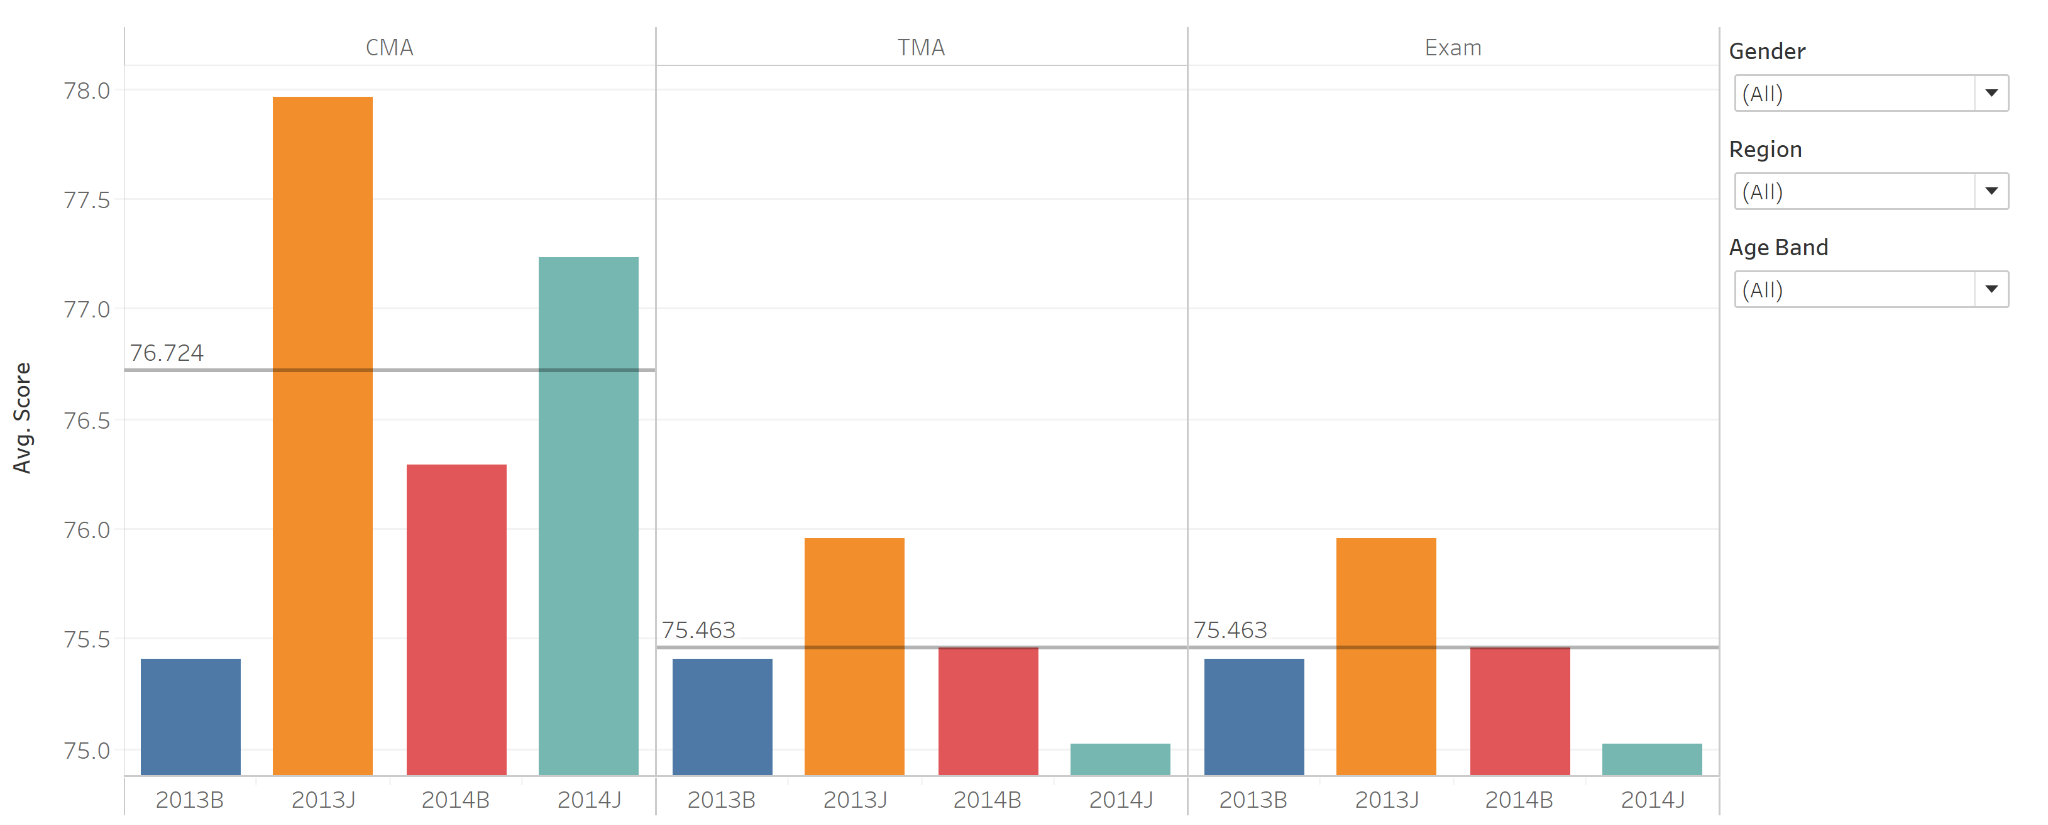 CMA TMA Exam
Gender
(All)
Region
(All)
Age Band
(All)
Avg. Score
78.0
77.5
77.0
76.5
76.0
75.5
75.0
76.724
75.463
75.463
2013B 2013J 2014B 2014J 2013B 2013J 2014B 2014J 2013B 2013J 2014B 2014J